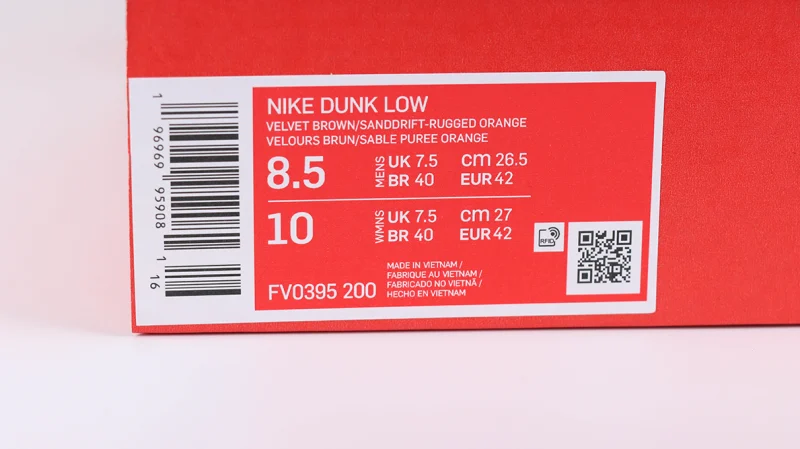 NIKE DUNK LOW
VELVET BROWN/SANDDRIFT-RUGGED ORANGE
VELOURS BRUN/SABLE PUREE ORANGE
8.5 MENS UK 7.5 CM 26.5
BR 40 EUR 42
10 WMNS UK 7.5 CM 27
BR 40 EUR 42
RFID
FV0395 200
MADE IN VIETNAM /
FABRIQUE AU VIETNAM /
FABRICADO NO VIETNÃ /
HECHO EN VIETNAM
1 96969 95908 1 16